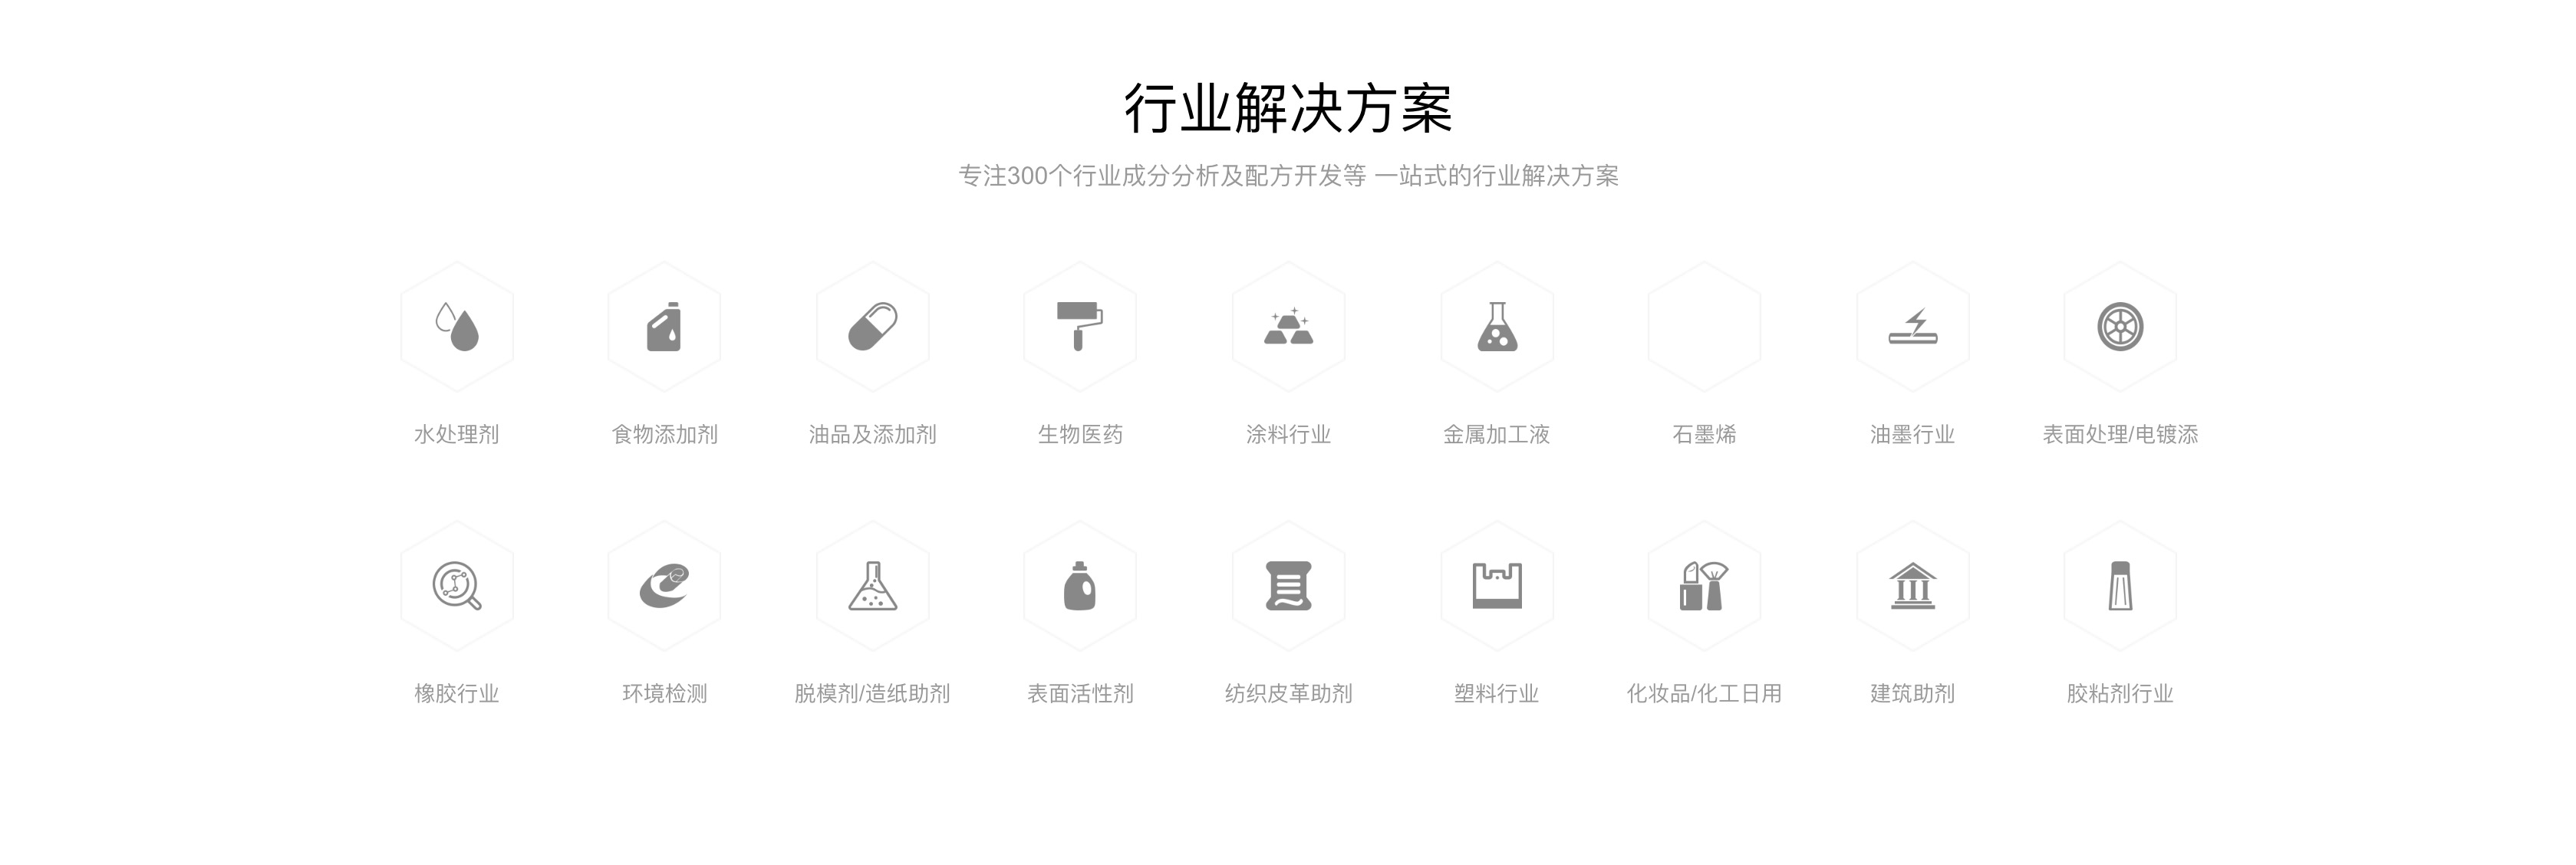 行业解决方案
专注300个行业成分分析及配方开发等 一站式的行业解决方案
水处理剂
食物添加剂
油品及添加剂
生物医药
涂料行业
金属加工液
石墨烯
油墨行业
表面处理/电镀添
橡胶行业
环境检测
脱模剂/造纸助剂
表面活性剂
纺织皮革助剂
塑料行业
化妆品/化工日用
建筑助剂
胶粘剂行业